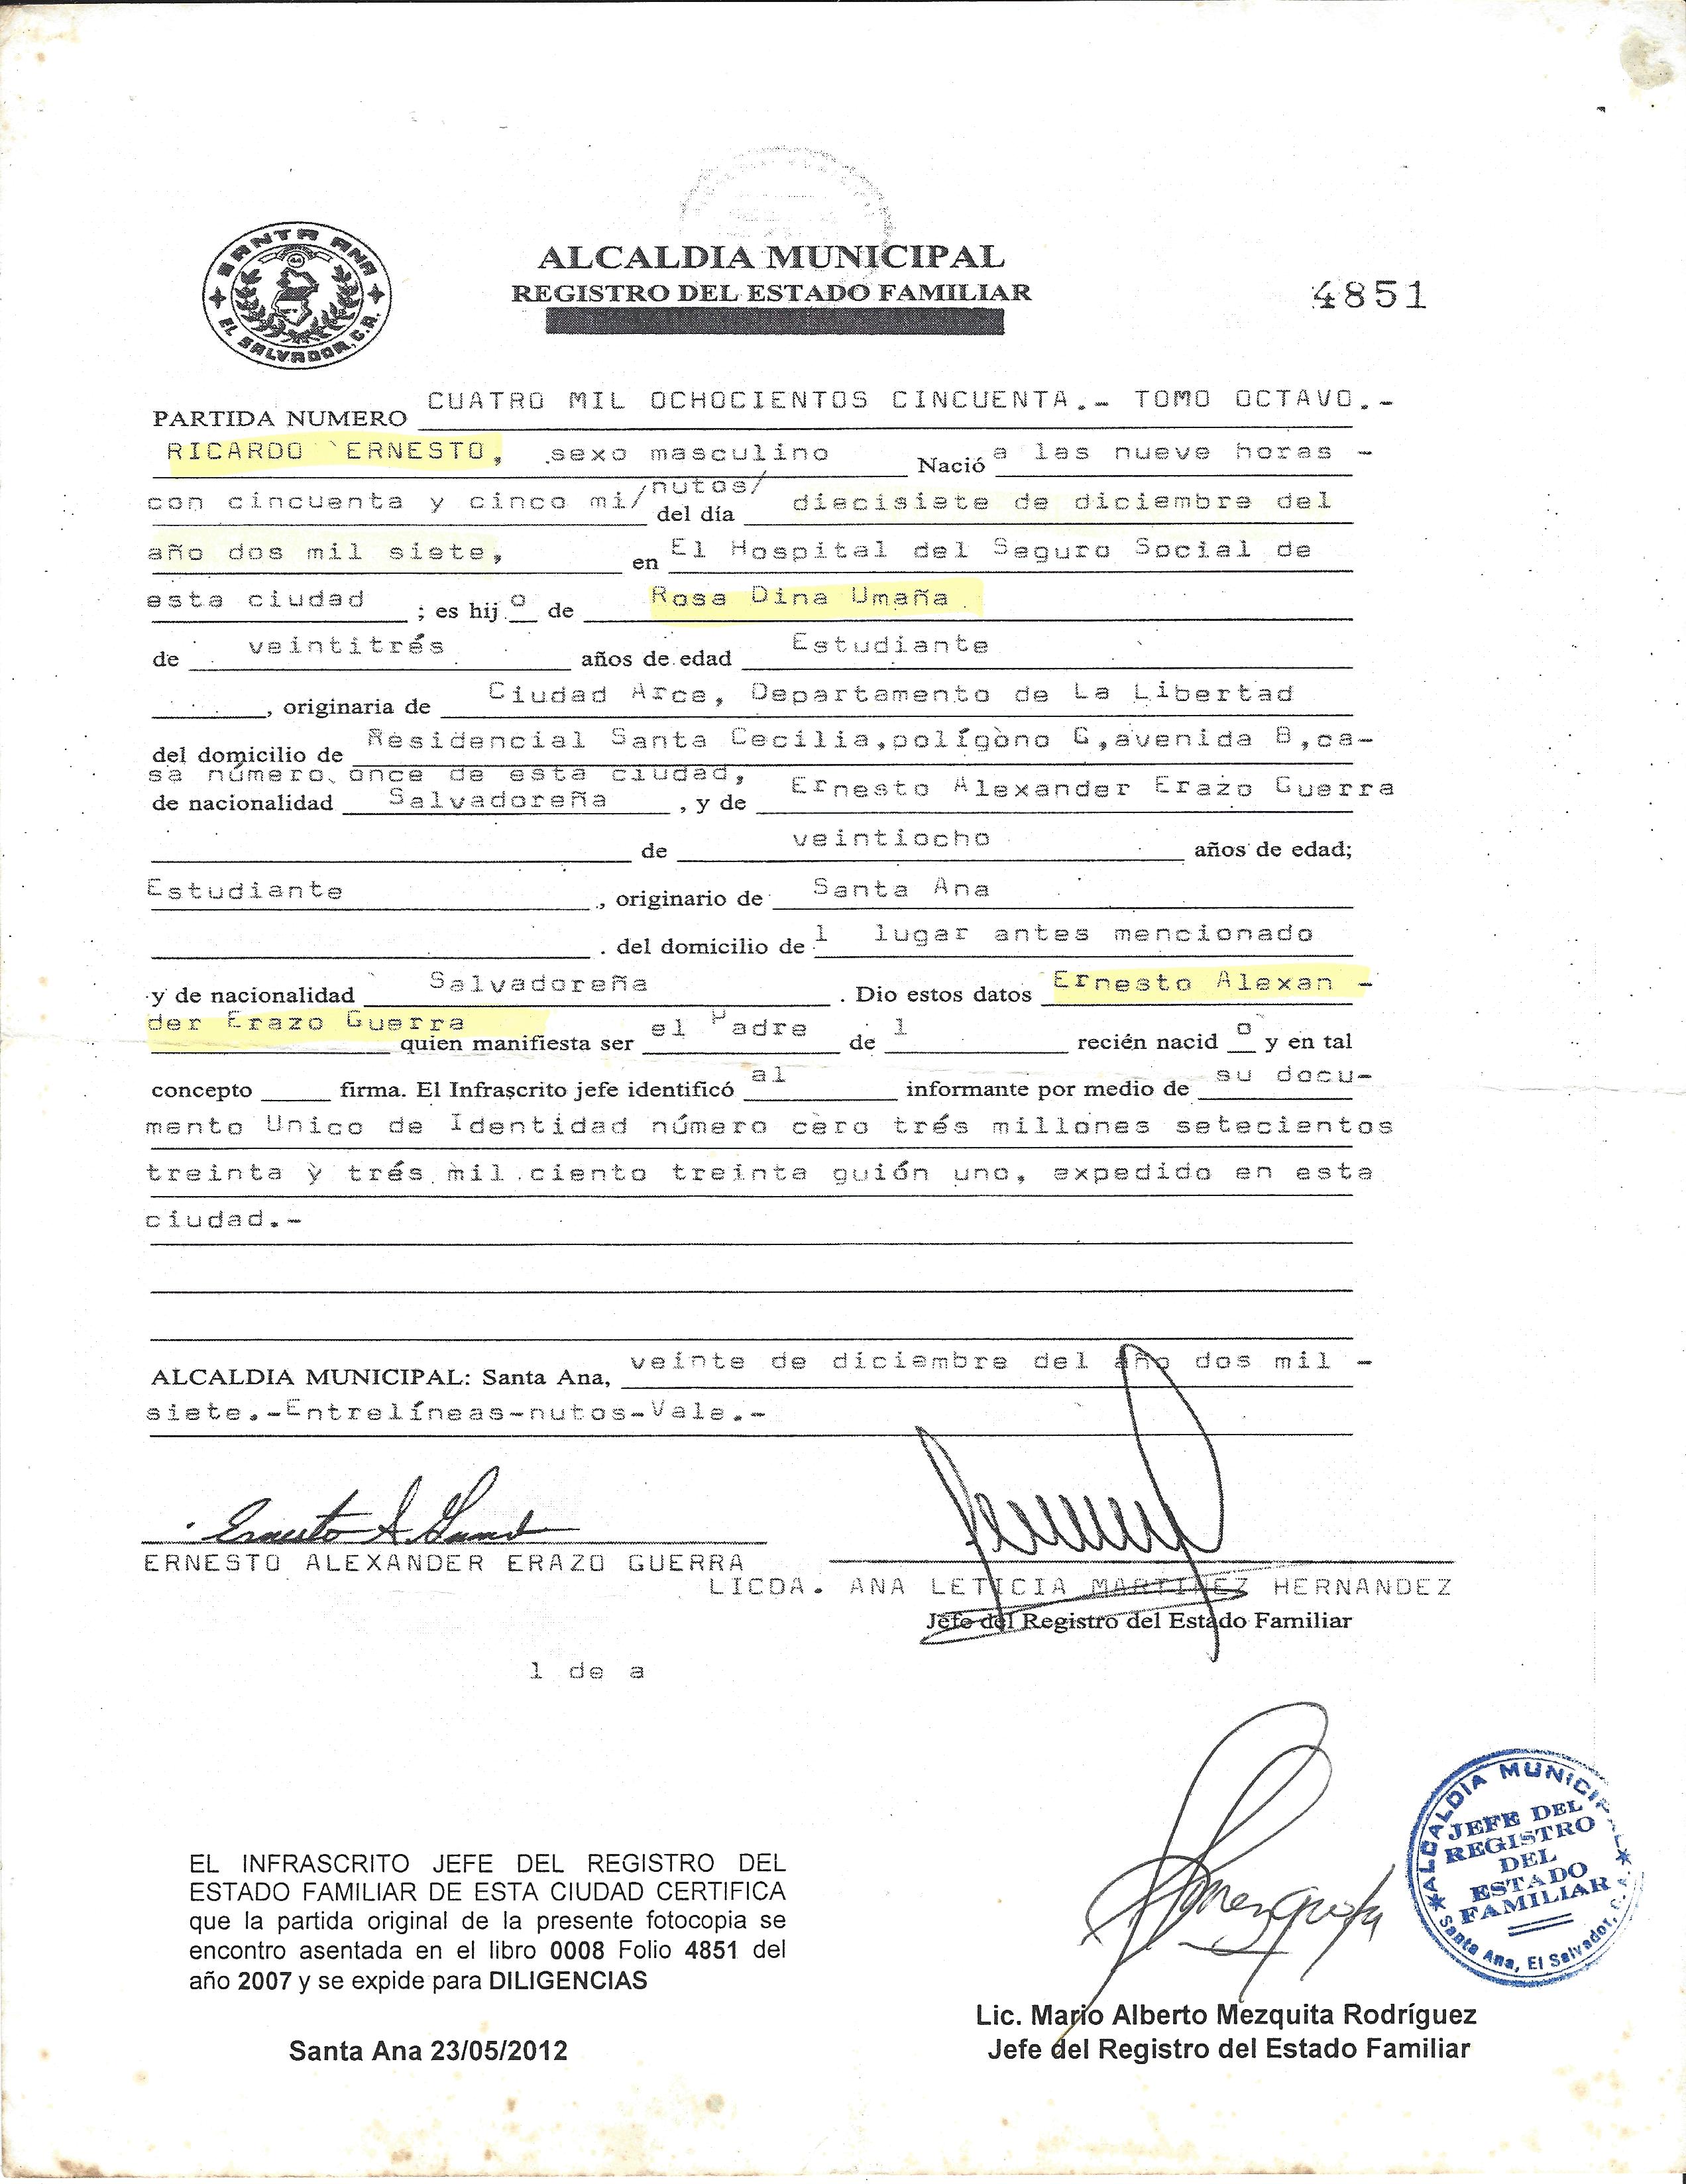 SANTA ANA
EL SALVADOR, C.A.
ALCALDIA MUNICIPAL
REGISTRO DEL ESTADO FAMILIAR
4851
PARTIDA NUMERO CUATRO MIL OCHOCIENTOS CINCUENTA.- TOMO OCTAVO.-
RICARDO ERNESTO, sexo masculino Nació a las nueve horas -
con cincuenta y cinco mi/nutos/ del día diecisiete de diciembre del
año dos mil siete, en El Hospital del Seguro Social de
esta ciudad ; es hij o de Rosa Dina Umaña
de veintitrés años de edad Estudiante
, originaria de Ciudad Arce, Departamento de La Libertad
del domicilio de Residencial Santa Cecilia,polígono G,avenida B,ca-
sa número once de esta ciudad,
de nacionalidad Salvadoreña , y de Ernesto Alexander Erazo Guerra
de veintiocho años de edad;
Estudiante , originario de Santa Ana
. del domicilio de l lugar antes mencionado
y de nacionalidad Salvadoreña . Dio estos datos Ernesto Alexan -
der Erazo Guerra quien manifiesta ser el Padre de l recién nacid o y en tal
concepto firma. El Infrascrito jefe identificó al informante por medio de su docu-
mento Unico de Identidad número cero trés millones setecientos
treinta y trés mil ciento treinta guión uno, expedido en esta
ciudad.-
ALCALDIA MUNICIPAL: Santa Ana, veinte de diciembre del año dos mil -
siete.-Entrelíneas-nutos-Vale.-
ERNESTO ALEXANDER ERAZO GUERRA
LICDA. ANA LETICIA MARTINEZ HERNANDEZ
Jefe del Registro del Estado Familiar
l de a
EL INFRASCRITO JEFE DEL REGISTRO DEL
ESTADO FAMILIAR DE ESTA CIUDAD CERTIFICA
que la partida original de la presente fotocopia se
encontro asentada en el libro 0008 Folio 4851 del
año 2007 y se expide para DILIGENCIAS
Santa Ana 23/05/2012
ALCALDIA MUNICIPAL
JEFE DEL
REGISTRO
DEL
ESTADO
FAMILIAR
Santa Ana, El Salvador, C. A.
Lic. Mario Alberto Mezquita Rodríguez
Jefe del Registro del Estado Familiar